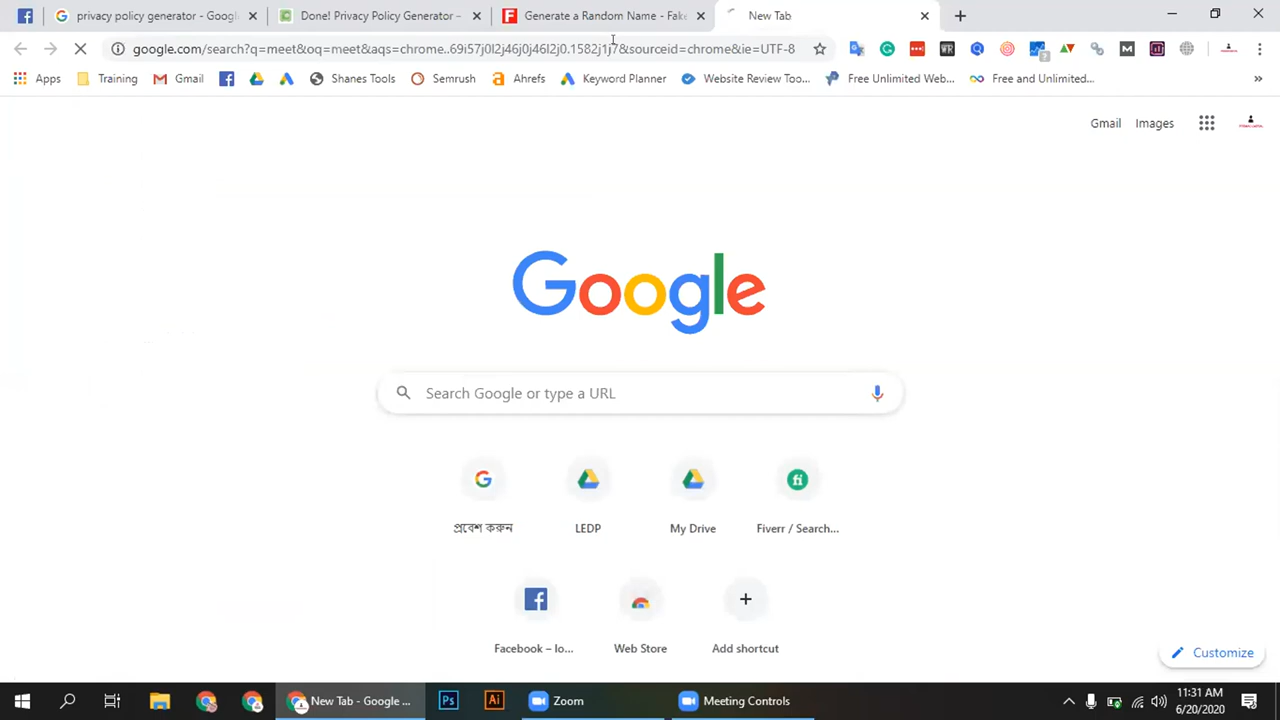 privacy policy generator - Googl
Done! Privacy Policy Generator -
Generate a Random Name - Fake
New Tab
google.com/search?q=meet&oq=meet&aqs=chrome..69i57j0l2j46j0j46l2j0.1582j1j7&sourceid=chrome&ie=UTF-8
Apps
Training
Gmail
Shanes Tools
Semrush
Ahrefs
Keyword Planner
Website Review Too...
Free Unlimited Web...
Free and Unlimited...
Gmail
Images
Google
Search Google or type a URL
প্রবেশ করুন
LEDP
My Drive
Fiverr / Search...
Facebook – lo...
Web Store
Add shortcut
Customize
New Tab - Google ...
Zoom
Meeting Controls
11:31 AM
6/20/2020